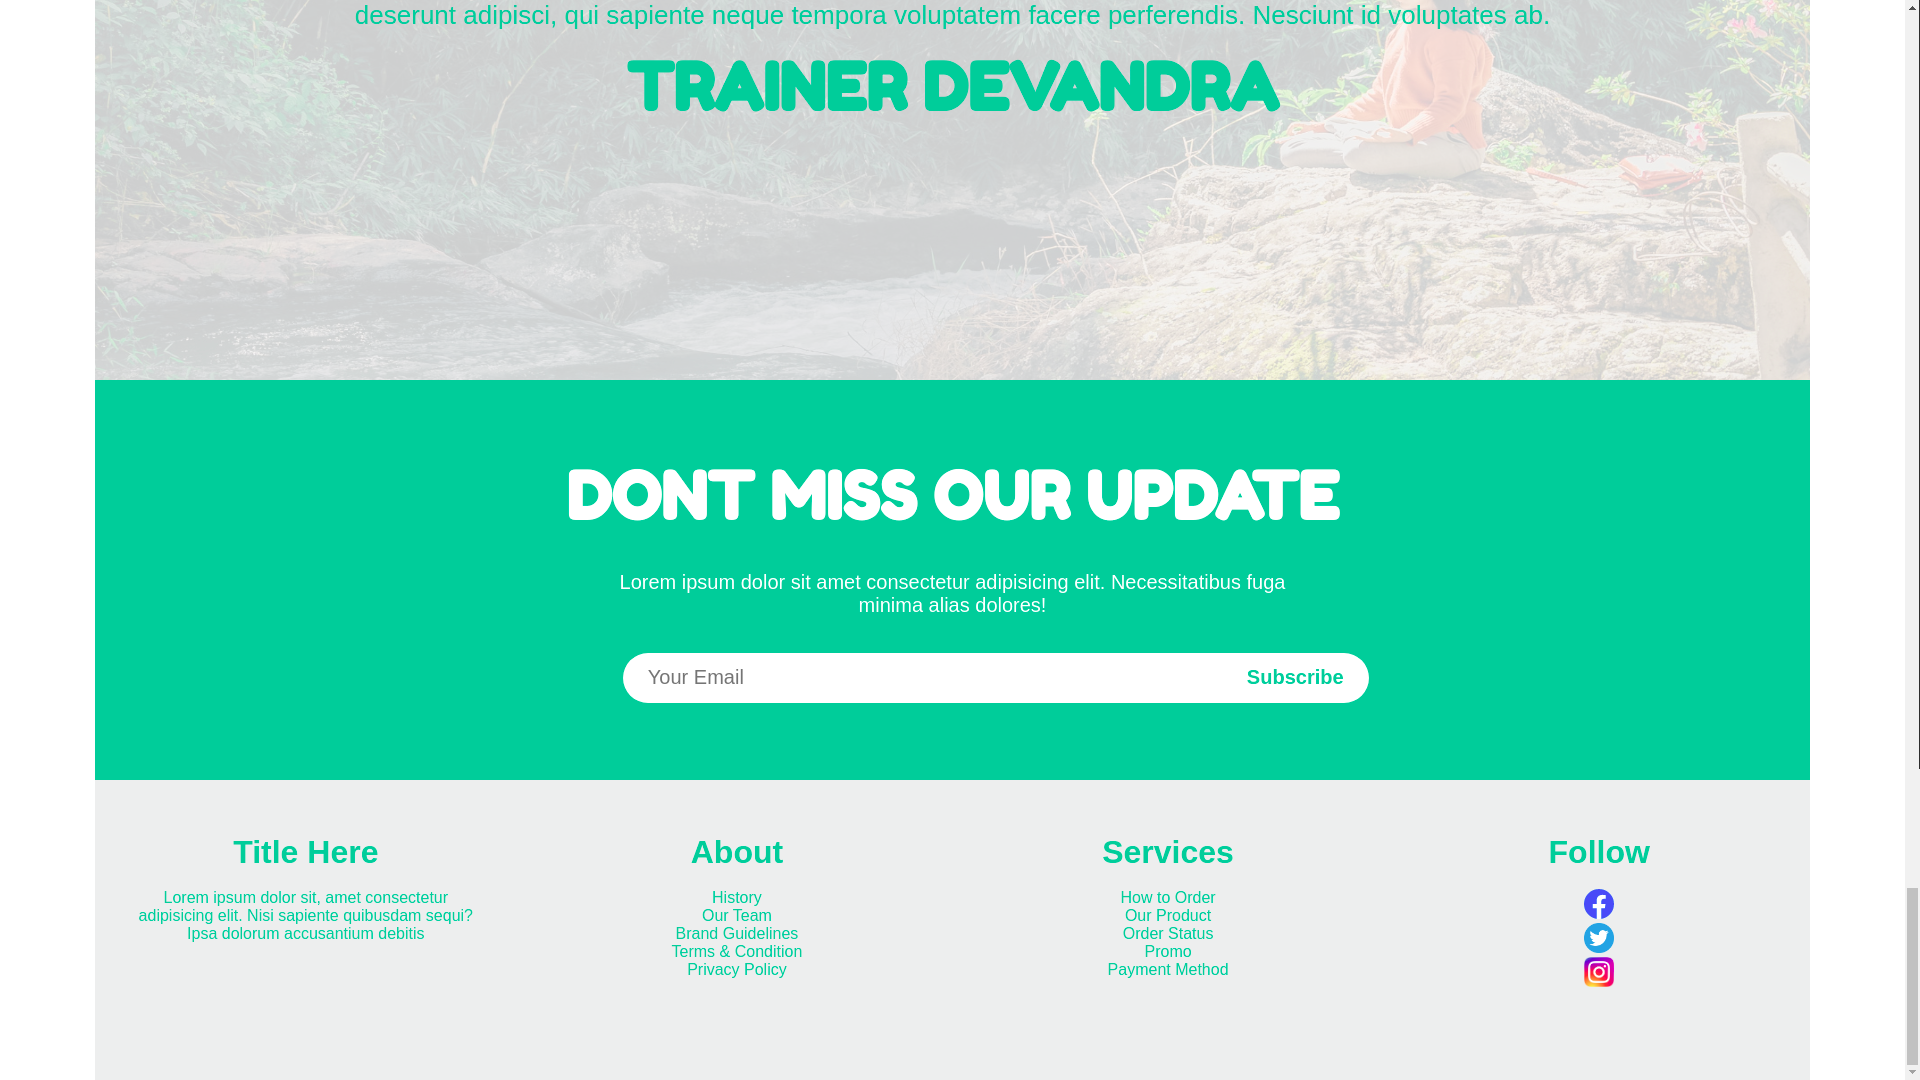 deserunt adipisci, qui sapiente neque tempora voluptatem facere perferendis. Nesciunt id voluptates ab.
TRAINER DEVANDRA
DONT MISS OUR UPDATE
Lorem ipsum dolor sit amet consectetur adipisicing elit. Necessitatibus fuga
minima alias dolores!
Your Email
Subscribe
Title Here
Lorem ipsum dolor sit, amet consectetur
adipisicing elit. Nisi sapiente quibusdam sequi?
Ipsa dolorum accusantium debitis
About
History
Our Team
Brand Guidelines
Terms & Condition
Privacy Policy
Services
How to Order
Our Product
Order Status
Promo
Payment Method
Follow